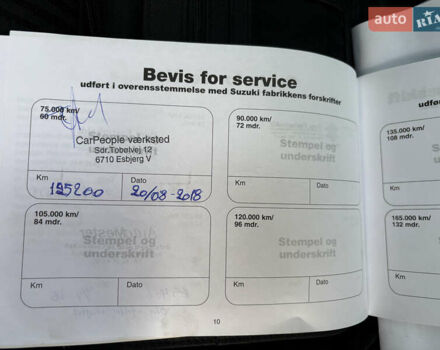 auto RIA
Bevis for service
udført i overensstemmelse med Suzuki fabrikkens forskrifter
75.000 km/
60 mdr.
CarPeople værksted
Sdr.Tobølvej 12
6710 Esbjerg V
Km
125200
Dato
20/08-2018
90.000 km/
72 mdr.
Stempel og
underskrift
Km
Dato
105.000 km/
84 mdr.
Stempel og
underskrift
Km
Dato
120.000 km/
96 mdr.
Stempel og
underskrift
Km
Dato
10
135.000 km/
108 mdr.
Km
165.000 km/
132 mdr.
Km